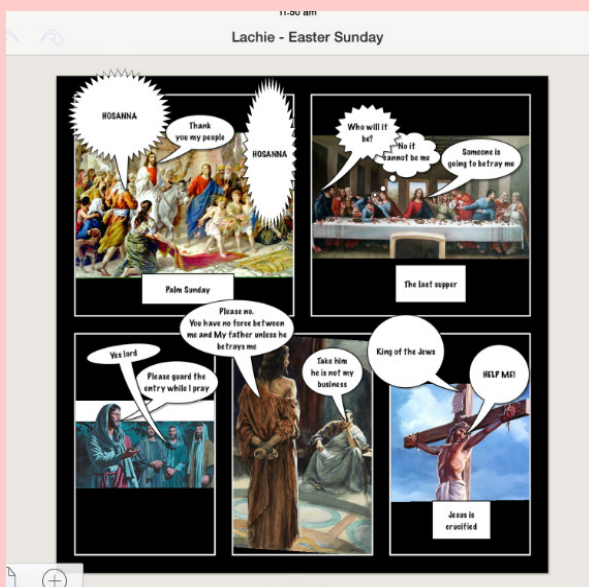 11:50 am
Lachie - Easter Sunday
HOSANNA
Thank
you my people
HOSANNA
Palm Sunday
Who will it
be?
No it
cannot be me
Someone is
going to betray me
The last supper
Yes lord
Please guard the
entry while I pray
Please no.
You have no force between
me and My father unless he
betrays me
Take him
he is not my
business
King of the Jews
HELP ME!
Jesus is
crucified